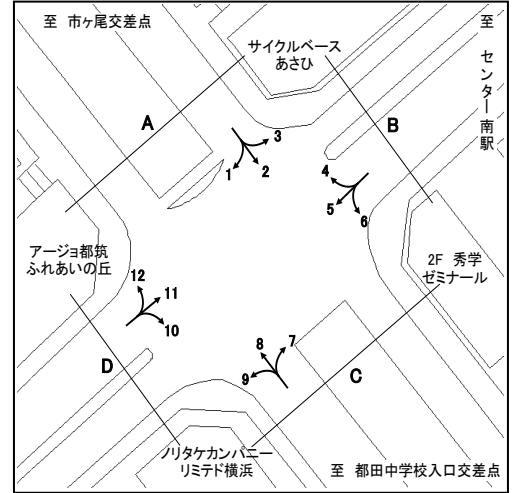 至 市ヶ尾交差点
サイクルベース
あさひ
至 センター南駅
A
B
3
1
2
4
5
6
アージョ都筑
ふれあいの丘
2F 秀学
ゼミナール
12
11
10
8
7
9
D
C
ノリタケカンパニー
リミテド横浜
至 都田中学校入口交差点